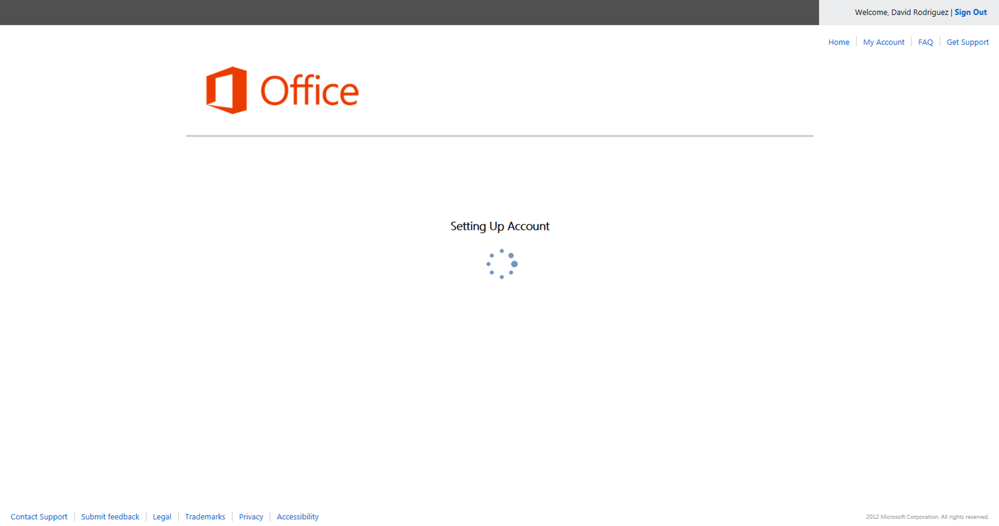 Welcome, David Rodriguez | Sign Out
Home My Account FAQ Get Support
Office
Setting Up Account
Contact Support Submit feedback Legal Trademarks Privacy Accessibility
2012 Microsoft Corporation. All rights reserved.